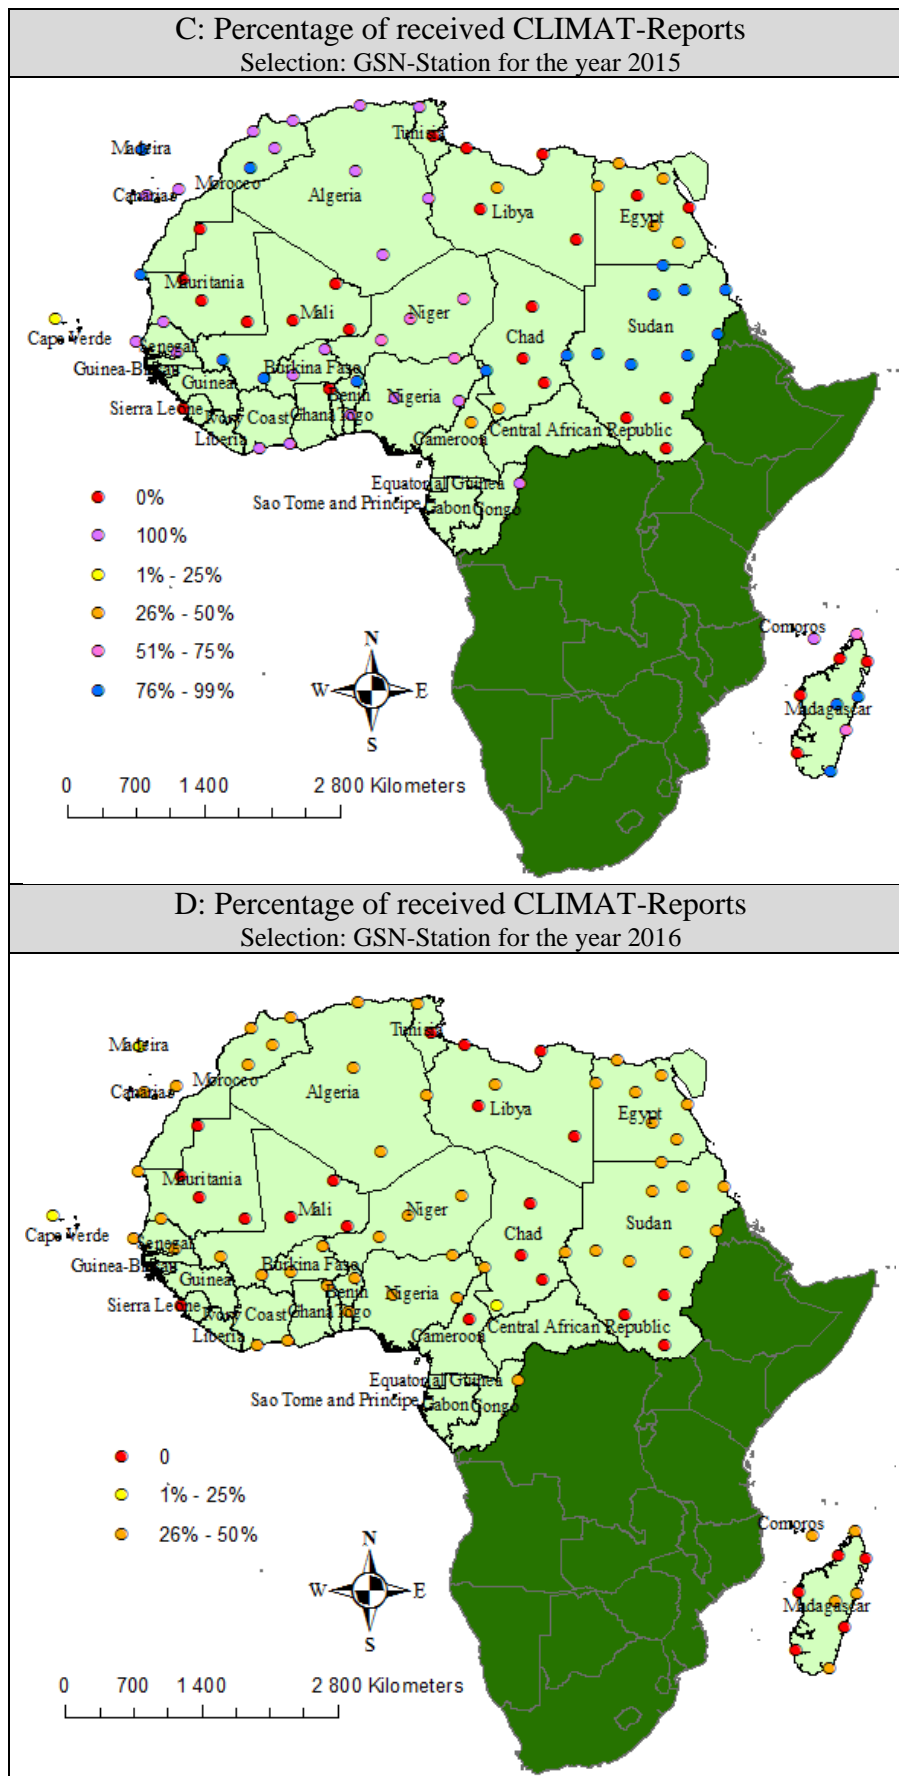 C: Percentage of received CLIMAT-Reports
Selection: GSN-Station for the year 2015
Tunisia
Madeira
Morocco
Canarias
Algeria
Libya
Egypt
Mauritania
Mali
Niger
Chad
Sudan
Capo Verde
Senegal
Guinea-Bissau
Burkina Faso
Guinea
Benin
Nigeria
Sierra Leone
Ivory Coast
Ghana
Togo
Central African Republic
Liberia
Cameroon
Equatorial Guinea
Sao Tome and Principe
Gabon
Congo
0%
100%
1% - 25%
26% - 50%
51% - 75%
76% - 99%
Comoros
Madagascar
N
W E
S
0 700 1 400 2 800 Kilometers
D: Percentage of received CLIMAT-Reports
Selection: GSN-Station for the year 2016
Tunisia
Madeira
Morocco
Canarias
Algeria
Libya
Egypt
Mauritania
Mali
Niger
Chad
Sudan
Capo Verde
Senegal
Guinea-Bissau
Burkina Faso
Guinea
Benin
Nigeria
Sierra Leone
Ivory Coast
Ghana
Togo
Central African Republic
Liberia
Cameroon
Equatorial Guinea
Sao Tome and Principe
Gabon
Congo
0
1% - 25%
26% - 50%
Comoros
Madagascar
N
W E
S
0 700 1 400 2 800 Kilometers